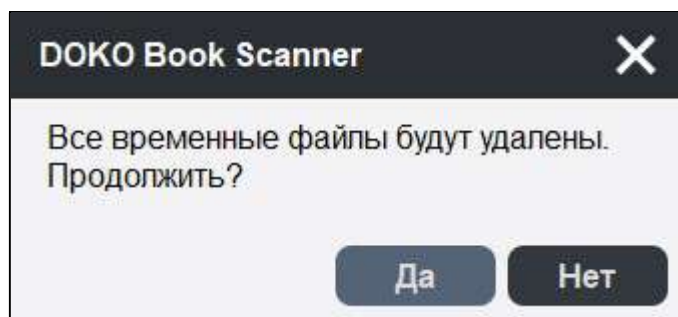 DOKO Book Scanner
Все временные файлы будут удалены.
Продолжить?
Да
Нет